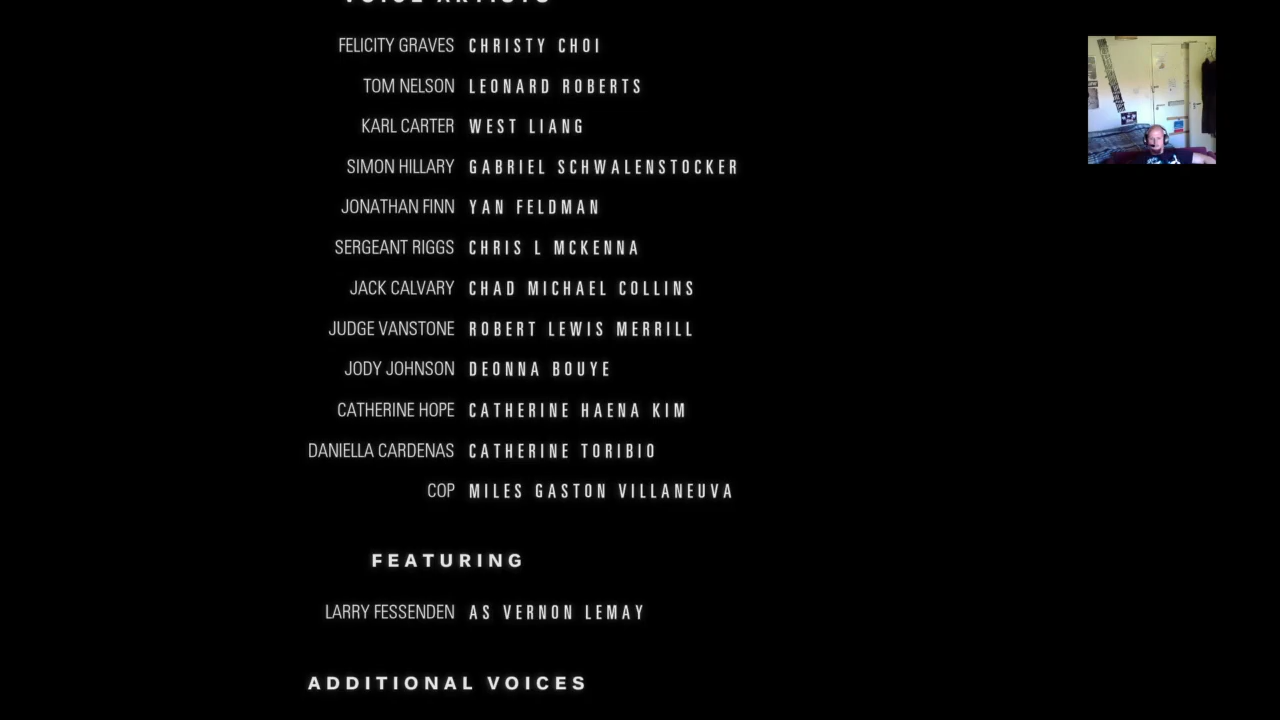 VOICE ARTISTS
FELICITY GRAVES CHRISTY CHOI
TOM NELSON LEONARD ROBERTS
KARL CARTER WEST LIANG
SIMON HILLARY GABRIEL SCHWALENSTOCKER
JONATHAN FINN YAN FELDMAN
SERGEANT RIGGS CHRIS L MCKENNA
JACK CALVARY CHAD MICHAEL COLLINS
JUDGE VANSTONE ROBERT LEWIS MERRILL
JODY JOHNSON DEONNA BOUYE
CATHERINE HOPE CATHERINE HAENA KIM
DANIELLA CARDENAS CATHERINE TORIBIO
COP MILES GASTON VILLANEUVA
FEATURING
LARRY FESSENDEN AS VERNON LEMAY
ADDITIONAL VOICES